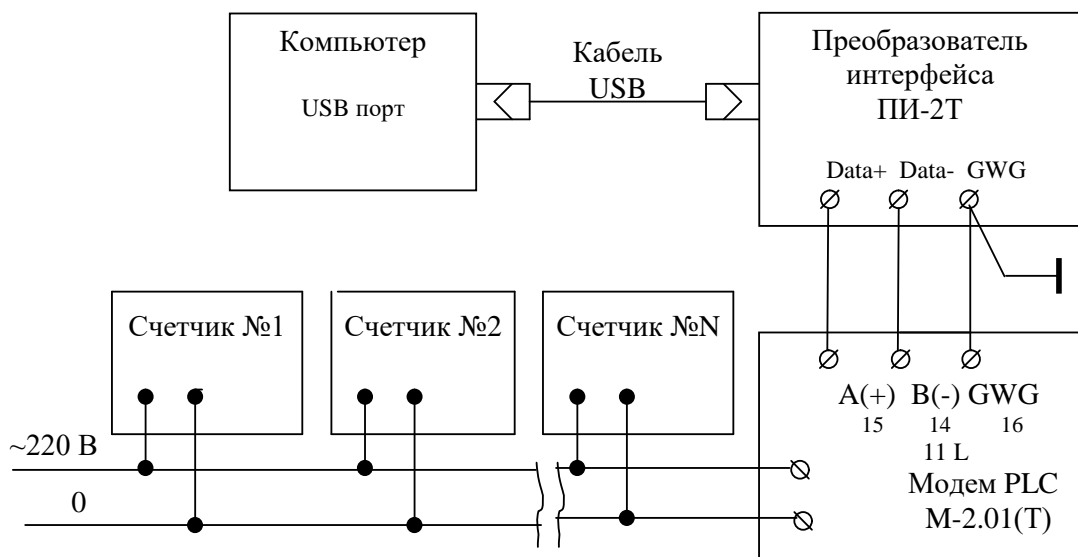 Компьютер
USB порт
Кабель
USB
Преобразователь
интерфейса
ПИ-2Т
Data+ Data- GWG
Счетчик №1
Счетчик №2
Счетчик №N
~220 В
0
A(+) B(-) GWG
15 14 16
11 L
Модем PLC
М-2.01(Т)